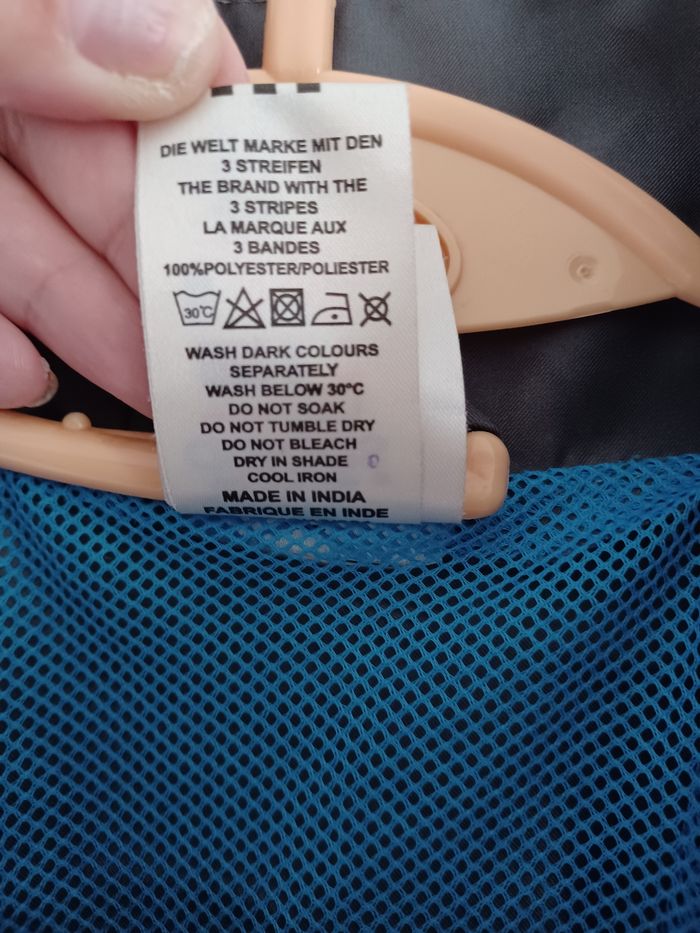 DIE WELT MARKE MIT DEN
3 STREIFEN
THE BRAND WITH THE
3 STRIPES
LA MARQUE AUX
3 BANDES
100%POLYESTER/POLIESTER
30°C
WASH DARK COLOURS
SEPARATELY
WASH BELOW 30°C
DO NOT SOAK
DO NOT TUMBLE DRY
DO NOT BLEACH
DRY IN SHADE
COOL IRON
MADE IN INDIA
FABRIQUE EN INDE